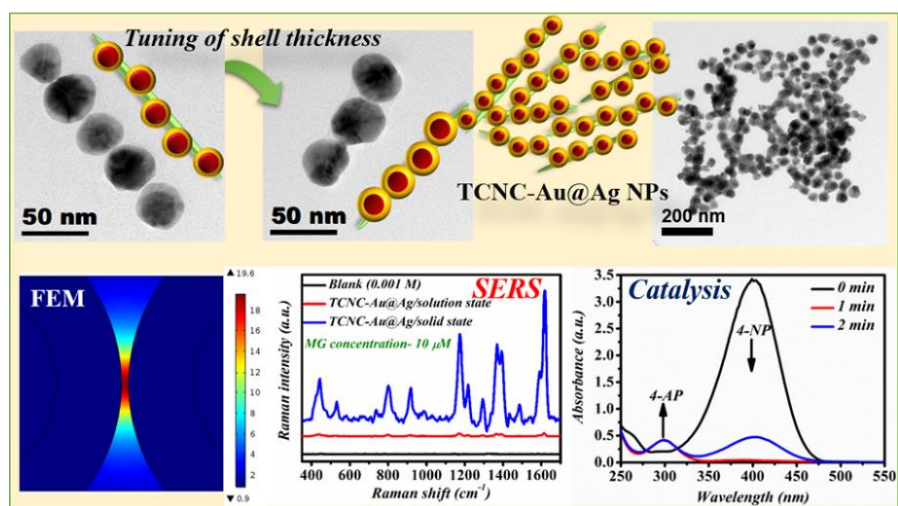 Tuning of shell thickness
50 nm
50 nm
TCNC-Au@Ag NPs
200 nm
FEM
▲ 19.6
18
16
14
12
10
8
6
4
2
▼ 0.9
SERS
Blank (0.001 M)
TCNC-Au@Ag/solution state
TCNC-Au@Ag/solid state
MG concentration- 10 μM
Raman intensity (a.u.)
400 600 800 1000 1200 1400 1600
Raman shift (cm-1)
Catalysis
0 min
1 min
2 min
4-NP
4-AP
Absorbance (a.u.)
3.5
3.0
2.5
2.0
1.5
1.0
0.5
0.0
250 300 350 400 450 500 550
Wavelength (nm)